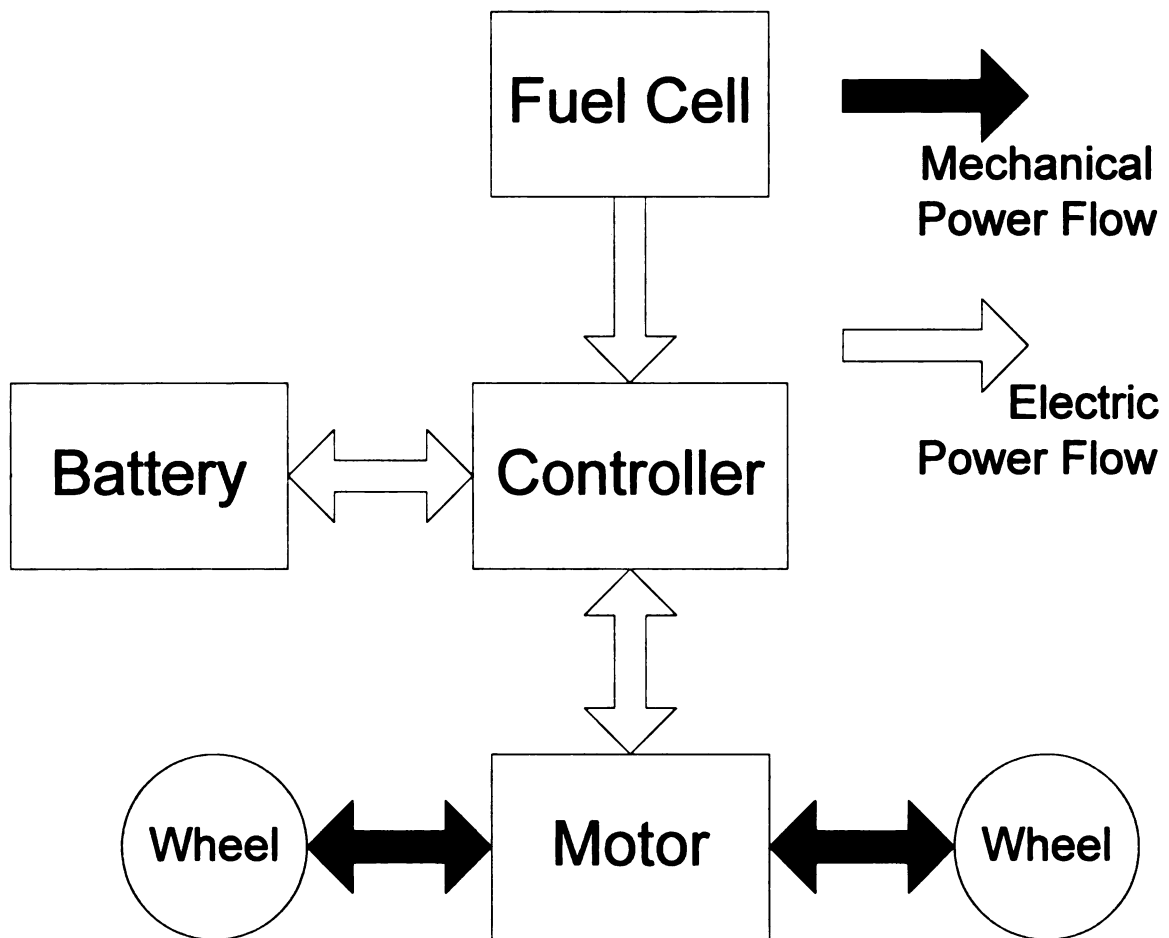 Fuel Cell
Mechanical
Power Flow
Electric
Power Flow
Battery
Controller
Wheel
Motor
Wheel